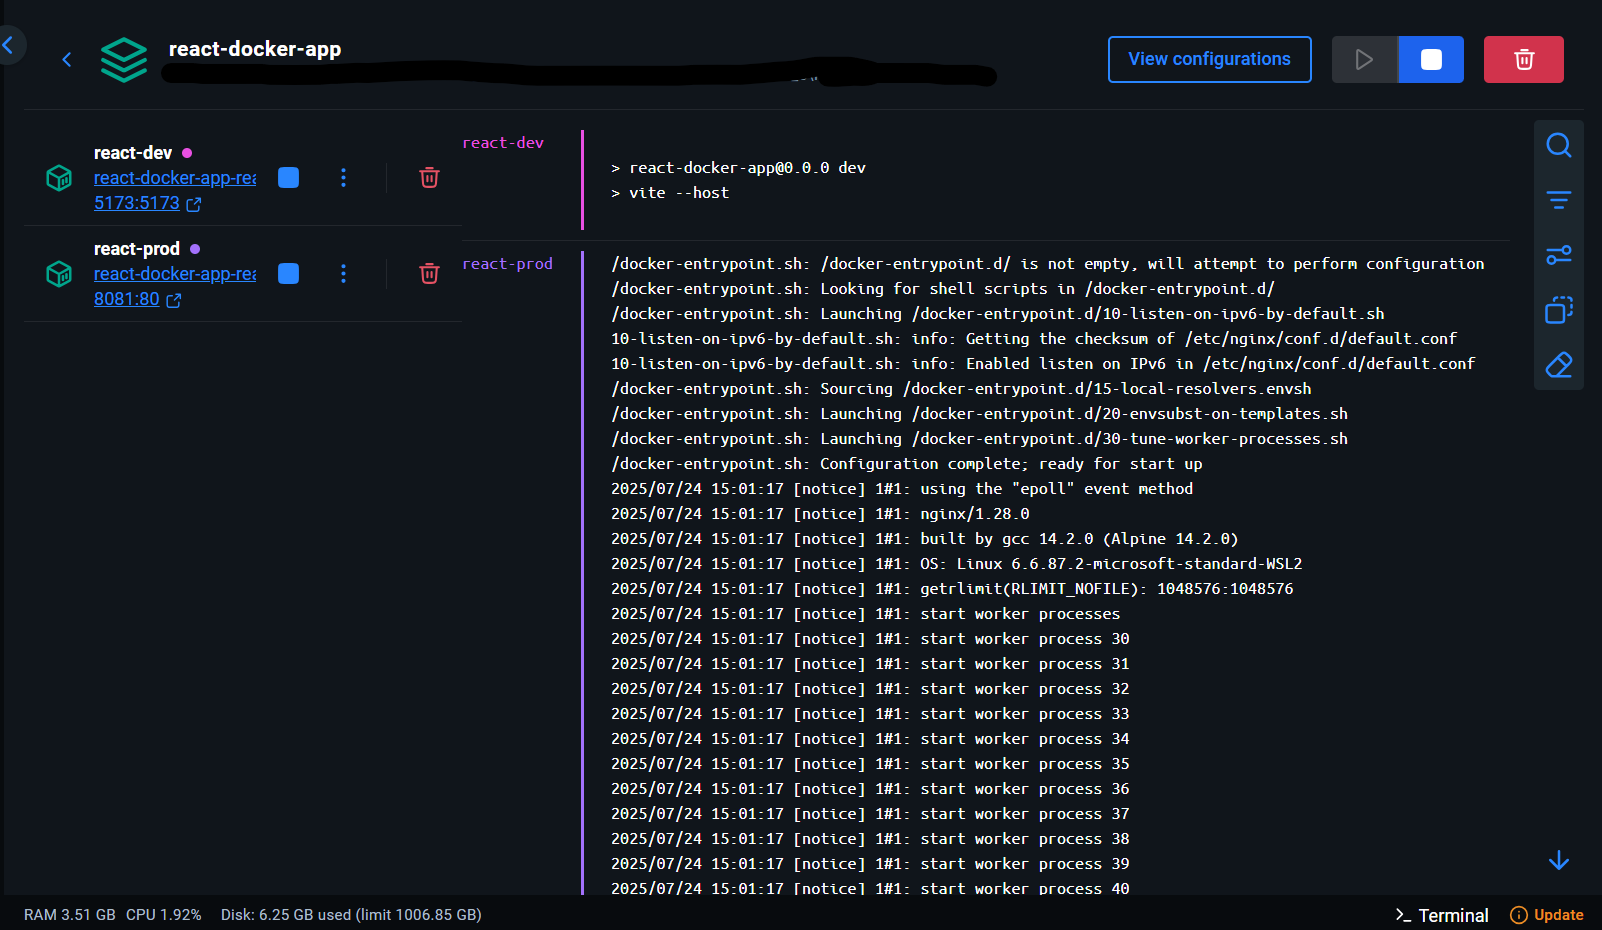 react-docker-app
View configurations
react-dev
react-docker-app-rea
5173:5173
react-prod
react-docker-app-rea
8081:80
react-dev
> react-docker-app@0.0.0 dev
> vite --host
react-prod
/docker-entrypoint.sh: /docker-entrypoint.d/ is not empty, will attempt to perform configuration
/docker-entrypoint.sh: Looking for shell scripts in /docker-entrypoint.d/
/docker-entrypoint.sh: Launching /docker-entrypoint.d/10-listen-on-ipv6-by-default.sh
10-listen-on-ipv6-by-default.sh: info: Getting the checksum of /etc/nginx/conf.d/default.conf
10-listen-on-ipv6-by-default.sh: info: Enabled listen on IPv6 in /etc/nginx/conf.d/default.conf
/docker-entrypoint.sh: Sourcing /docker-entrypoint.d/15-local-resolvers.envsh
/docker-entrypoint.sh: Launching /docker-entrypoint.d/20-envsubst-on-templates.sh
/docker-entrypoint.sh: Launching /docker-entrypoint.d/30-tune-worker-processes.sh
/docker-entrypoint.sh: Configuration complete; ready for start up
2025/07/24 15:01:17 [notice] 1#1: using the "epoll" event method
2025/07/24 15:01:17 [notice] 1#1: nginx/1.28.0
2025/07/24 15:01:17 [notice] 1#1: built by gcc 14.2.0 (Alpine 14.2.0)
2025/07/24 15:01:17 [notice] 1#1: OS: Linux 6.6.87.2-microsoft-standard-WSL2
2025/07/24 15:01:17 [notice] 1#1: getrlimit(RLIMIT_NOFILE): 1048576:1048576
2025/07/24 15:01:17 [notice] 1#1: start worker processes
2025/07/24 15:01:17 [notice] 1#1: start worker process 30
2025/07/24 15:01:17 [notice] 1#1: start worker process 31
2025/07/24 15:01:17 [notice] 1#1: start worker process 32
2025/07/24 15:01:17 [notice] 1#1: start worker process 33
2025/07/24 15:01:17 [notice] 1#1: start worker process 34
2025/07/24 15:01:17 [notice] 1#1: start worker process 35
2025/07/24 15:01:17 [notice] 1#1: start worker process 36
2025/07/24 15:01:17 [notice] 1#1: start worker process 37
2025/07/24 15:01:17 [notice] 1#1: start worker process 38
2025/07/24 15:01:17 [notice] 1#1: start worker process 39
2025/07/24 15:01:17 [notice] 1#1: start worker process 40
RAM 3.51 GB CPU 1.92% Disk: 6.25 GB used (limit 1006.85 GB)
Terminal
Update